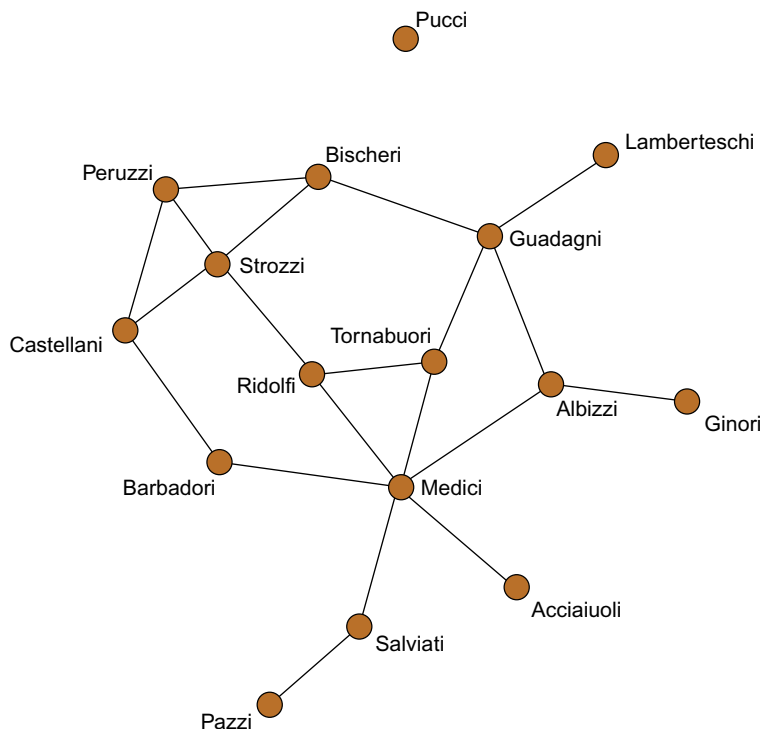 Pucci
Lamberteschi
Bischeri
Peruzzi
Guadagni
Strozzi
Tornabuori
Castellani
Ridolfi
Albizzi
Ginori
Barbadori
Medici
Acciaiuoli
Salviati
Pazzi